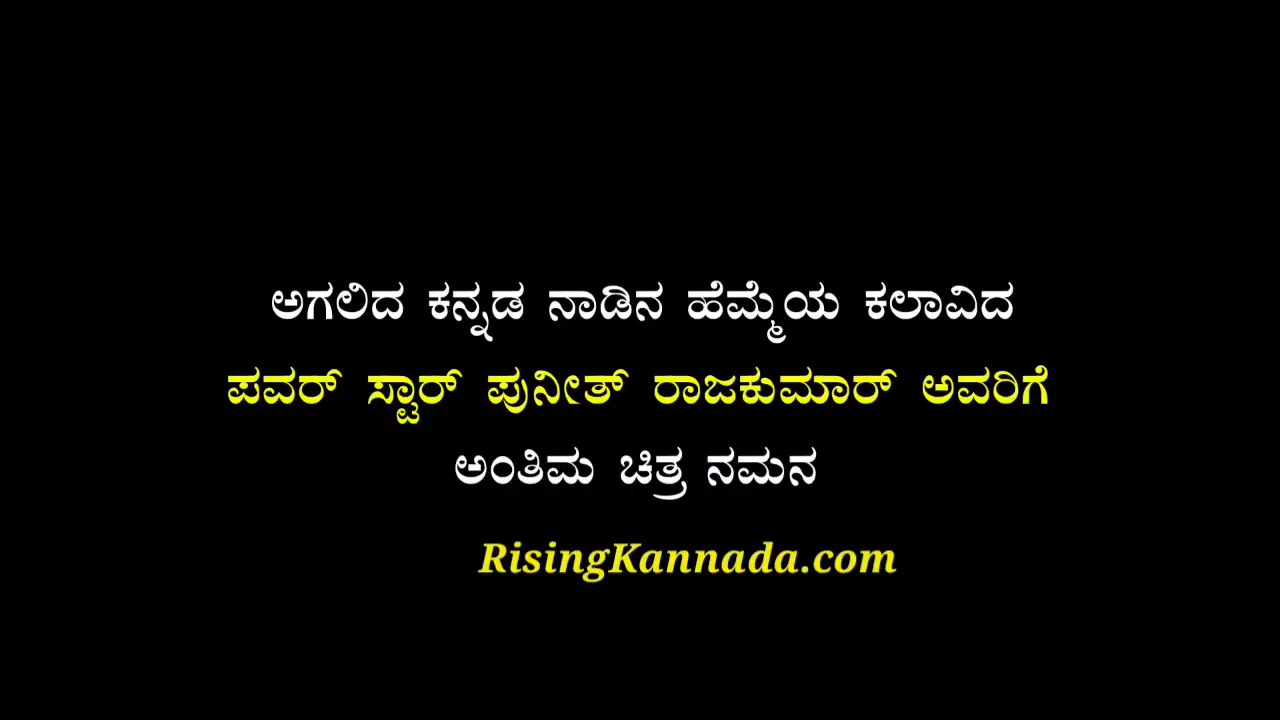 ಅಗಲಿದ ಕನ್ನಡ ನಾಡಿನ ಹೆಮ್ಮೆಯ ಕಲಾವಿದ
ಪವರ್ ಸ್ಟಾರ್ ಪುನೀತ್ ರಾಜಕುಮಾರ್ ಅವರಿಗೆ
ಅಂತಿಮ ಚಿತ್ರ ನಮನ
RisingKannada.com